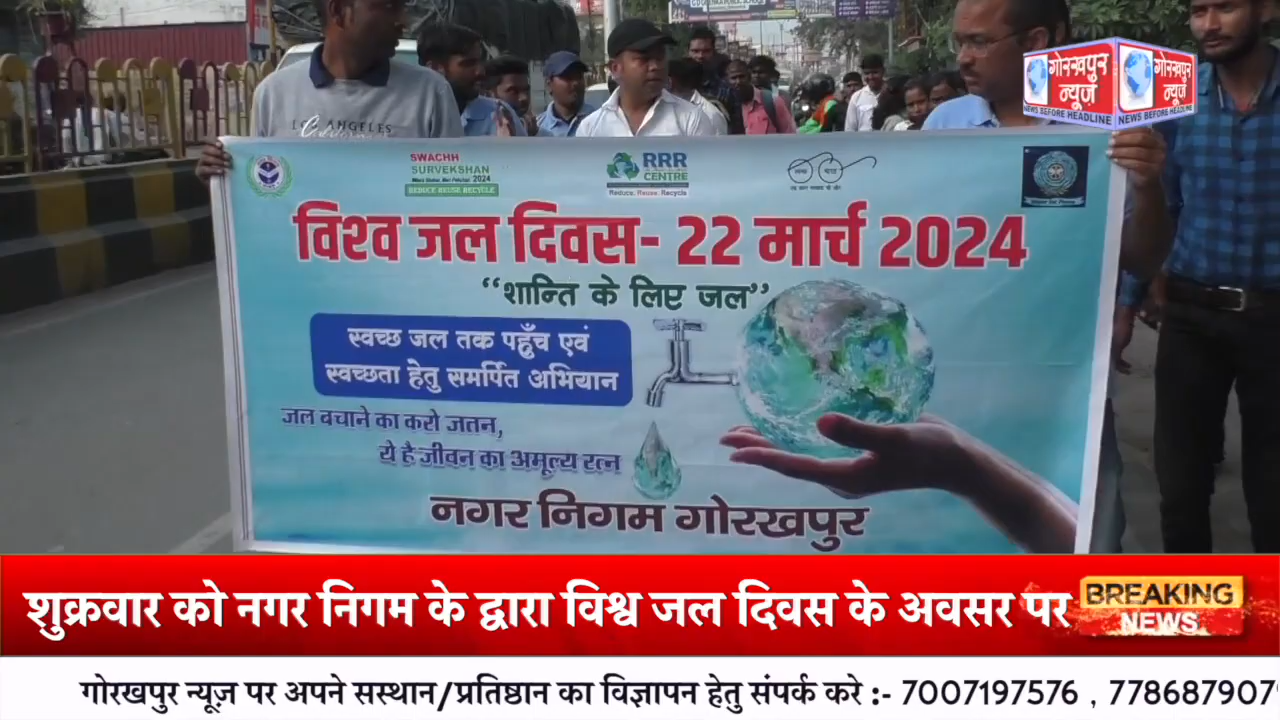 गोरखपुर न्यूज़
NEWS BEFORE HEADLINE
गोरखपुर न्यूज़
NEWS BEFORE HEADLINE
LOS ANGELES
SWACHH
SURVEKSHAN
2024
REDUCE REUSE RECYCLE
RRR
CENTRE
Reduce. Reuse. Recycle
विश्व जल दिवस- 22 मार्च 2024
“शान्ति के लिए जल”
स्वच्छ जल तक पहुँच एवं
स्वच्छता हेतु समर्पित अभियान
जल बचाने का करो जतन,
ये है जीवन का अमूल्य रत्न
नगर निगम गोरखपुर
शुक्रवार को नगर निगम के द्वारा विश्व जल दिवस के अवसर पर
BREAKING
NEWS
गोरखपुर न्यूज़ पर अपने सस्थान/प्रतिष्ठान का विज्ञापन हेतु संपर्क करे :- 7007197576 , 778687907